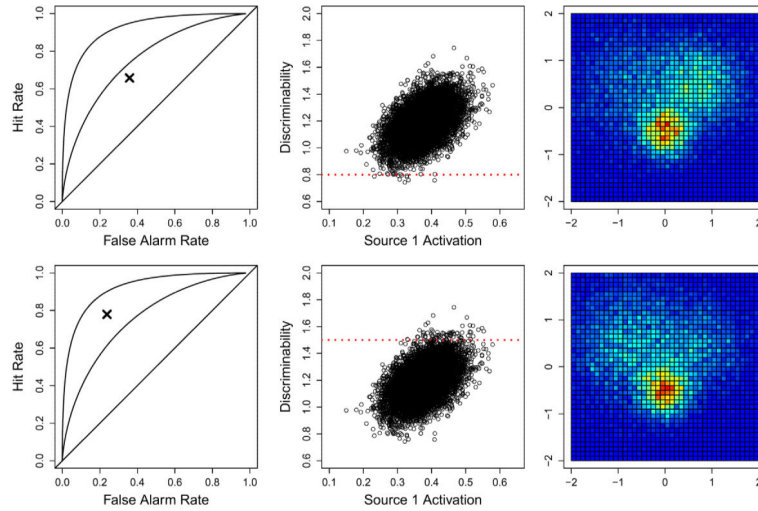 1.0
0.8
0.6
0.4
0.2
0.0
Hit Rate
0.0 0.2 0.4 0.6 0.8 1.0
False Alarm Rate
2.0
1.8
1.6
1.4
1.2
1.0
0.8
0.6
Discriminability
0.1 0.2 0.3 0.4 0.5 0.6
Source 1 Activation
2
1
0
−1
−2
−2 −1 0 1 2
1.0
0.8
0.6
0.4
0.2
0.0
Hit Rate
0.0 0.2 0.4 0.6 0.8 1.0
False Alarm Rate
2.0
1.8
1.6
1.4
1.2
1.0
0.8
0.6
Discriminability
0.1 0.2 0.3 0.4 0.5 0.6
Source 1 Activation
2
1
0
−1
−2
−2 −1 0 1 2